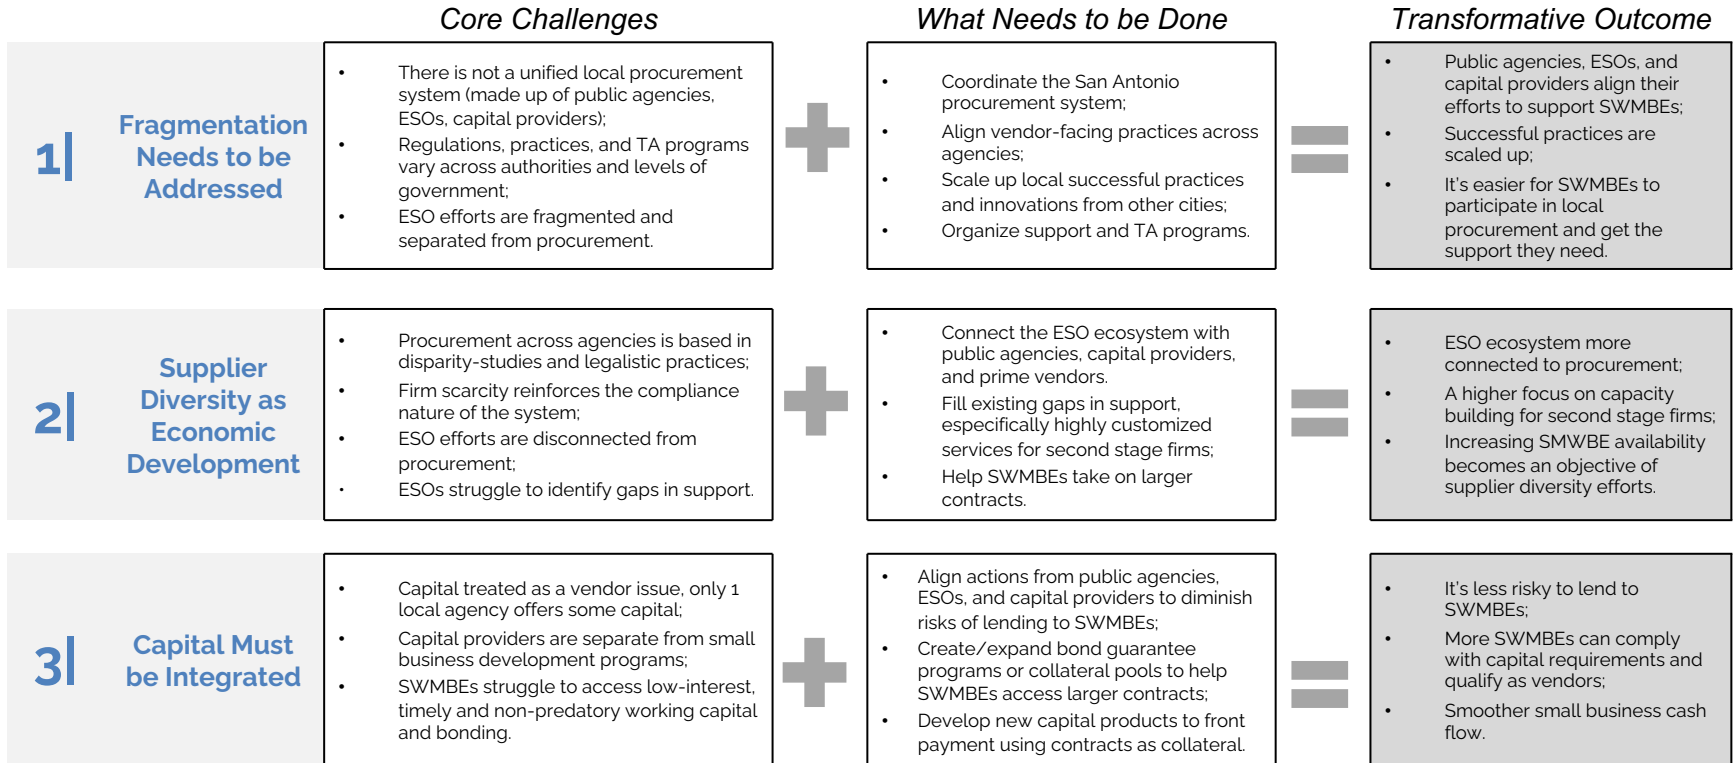 Core Challenges
What Needs to be Done
Transformative Outcome
1|
Fragmentation
Needs to be
Addressed
• There is not a unified local procurement
system (made up of public agencies,
ESOs, capital providers);
• Regulations, practices, and TA programs
vary across authorities and levels of
government;
• ESO efforts are fragmented and
separated from procurement.
• Coordinate the San Antonio
procurement system;
• Align vendor-facing practices across
agencies;
• Scale up local successful practices
and innovations from other cities;
• Organize support and TA programs.
• Public agencies, ESOs, and
capital providers align their
efforts to support SWMBEs;
• Successful practices are
scaled up;
• It's easier for SWMBEs to
participate in local
procurement and get the
support they need.
2|
Supplier
Diversity as
Economic
Development
• Procurement across agencies is based in
disparity-studies and legalistic practices;
• Firm scarcity reinforces the compliance
nature of the system;
• ESO efforts are disconnected from
procurement;
• ESOs struggle to identify gaps in support.
• Connect the ESO ecosystem with
public agencies, capital providers,
and prime vendors.
• Fill existing gaps in support,
especifically highly customized
services for second stage firms;
• Help SWMBEs take on larger
contracts.
• ESO ecosystem more
connected to procurement;
• A higher focus on capacity
building for second stage firms;
• Increasing SMWBE availability
becomes an objective of
supplier diversity efforts.
3|
Capital Must
be Integrated
• Capital treated as a vendor issue, only 1
local agency offers some capital;
• Capital providers are separate from small
business development programs;
• SWMBEs struggle to access low-interest,
timely and non-predatory working capital
and bonding.
• Align actions from public agencies,
ESOs, and capital providers to diminish
risks of lending to SWMBEs;
• Create/expand bond guarantee
programs or collateral pools to help
SWMBEs access larger contracts;
• Develop new capital products to front
payment using contracts as collateral.
• It's less risky to lend to
SWMBEs;
• More SWMBEs can comply
with capital requirements and
qualify as vendors;
• Smoother small business cash
flow.